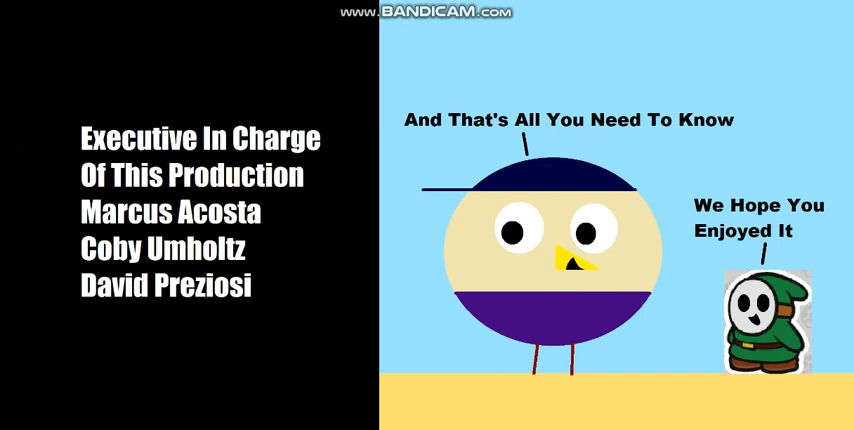 www.BANDICAM.com
Executive In Charge
Of This Production
Marcus Acosta
Coby Umholtz
David Preziosi
And That's All You Need To Know
We Hope You
Enjoyed It